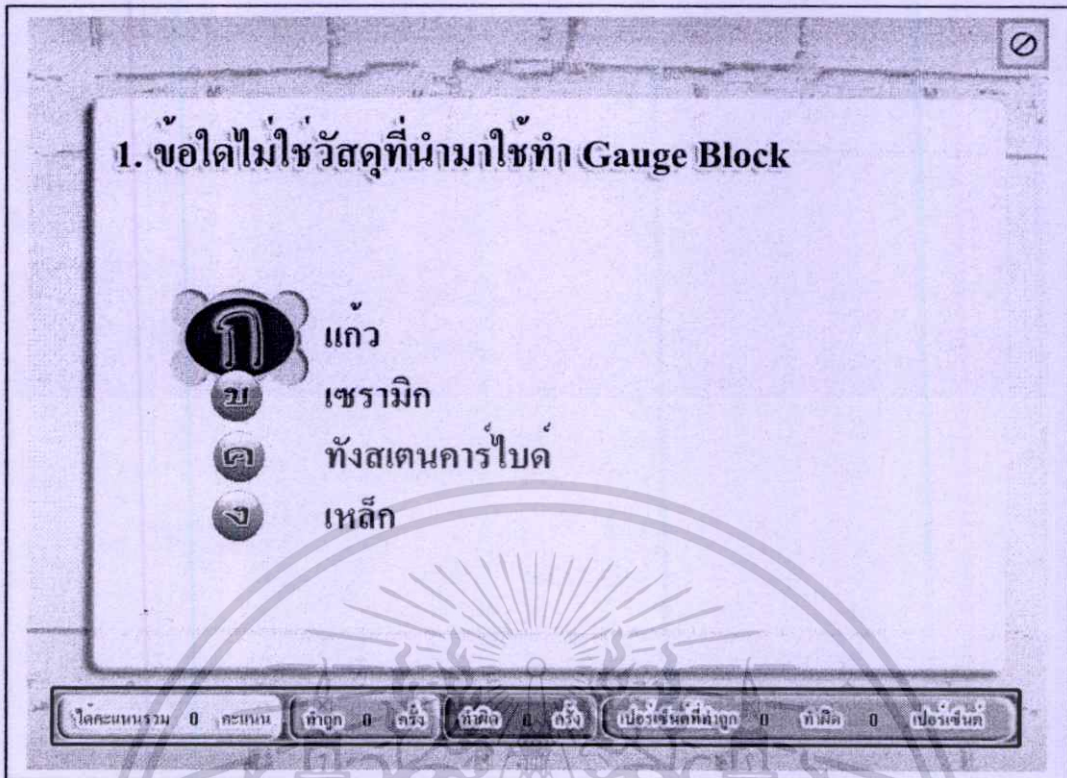 1. ข้อใดไม่ใช่วัสดุที่นำมาใช้ทำ Gauge Block
ก แก้ว
ข เซรามิก
ค ทังสเตนคาร์ไบด์
ง เหล็ก
ได้คะแนนรวม 0 คะแนน ทำถูก 0 ครั้ง ทำผิด 0 ครั้ง เปอร์เซ็นต์ที่ทำถูก 0 ทำผิด 0 เปอร์เซ็นต์